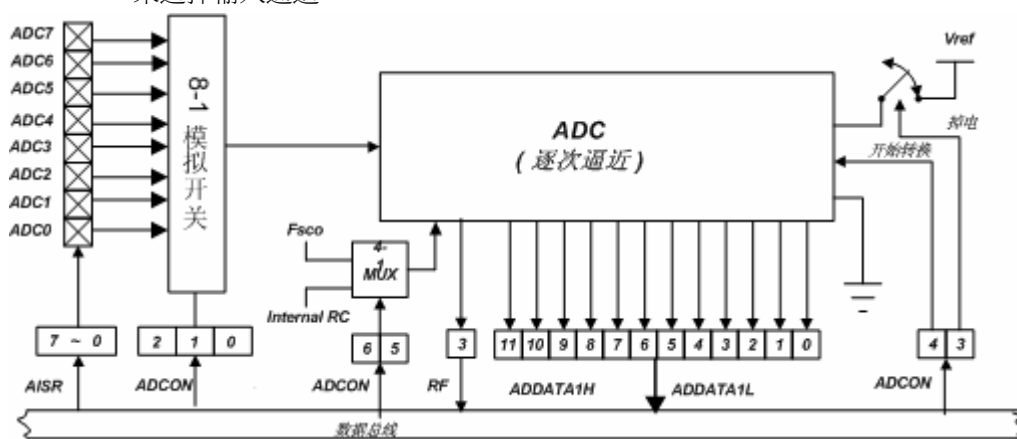 ADC7
ADC6
ADC5
ADC4
ADC3
ADC2
ADC1
ADC0
8-1模拟开关
ADC
(逐次逼近)
Vref
掉电
开始转换
Fsco
4-1
MUX
Internal RC
7 ~ 0
2 1 0
6 5
3
11 10 9 8 7 6 5 4 3 2 1 0
4 3
AISR
ADCON
ADCON
RF
ADDATA1H
ADDATA1L
ADCON
数据总线